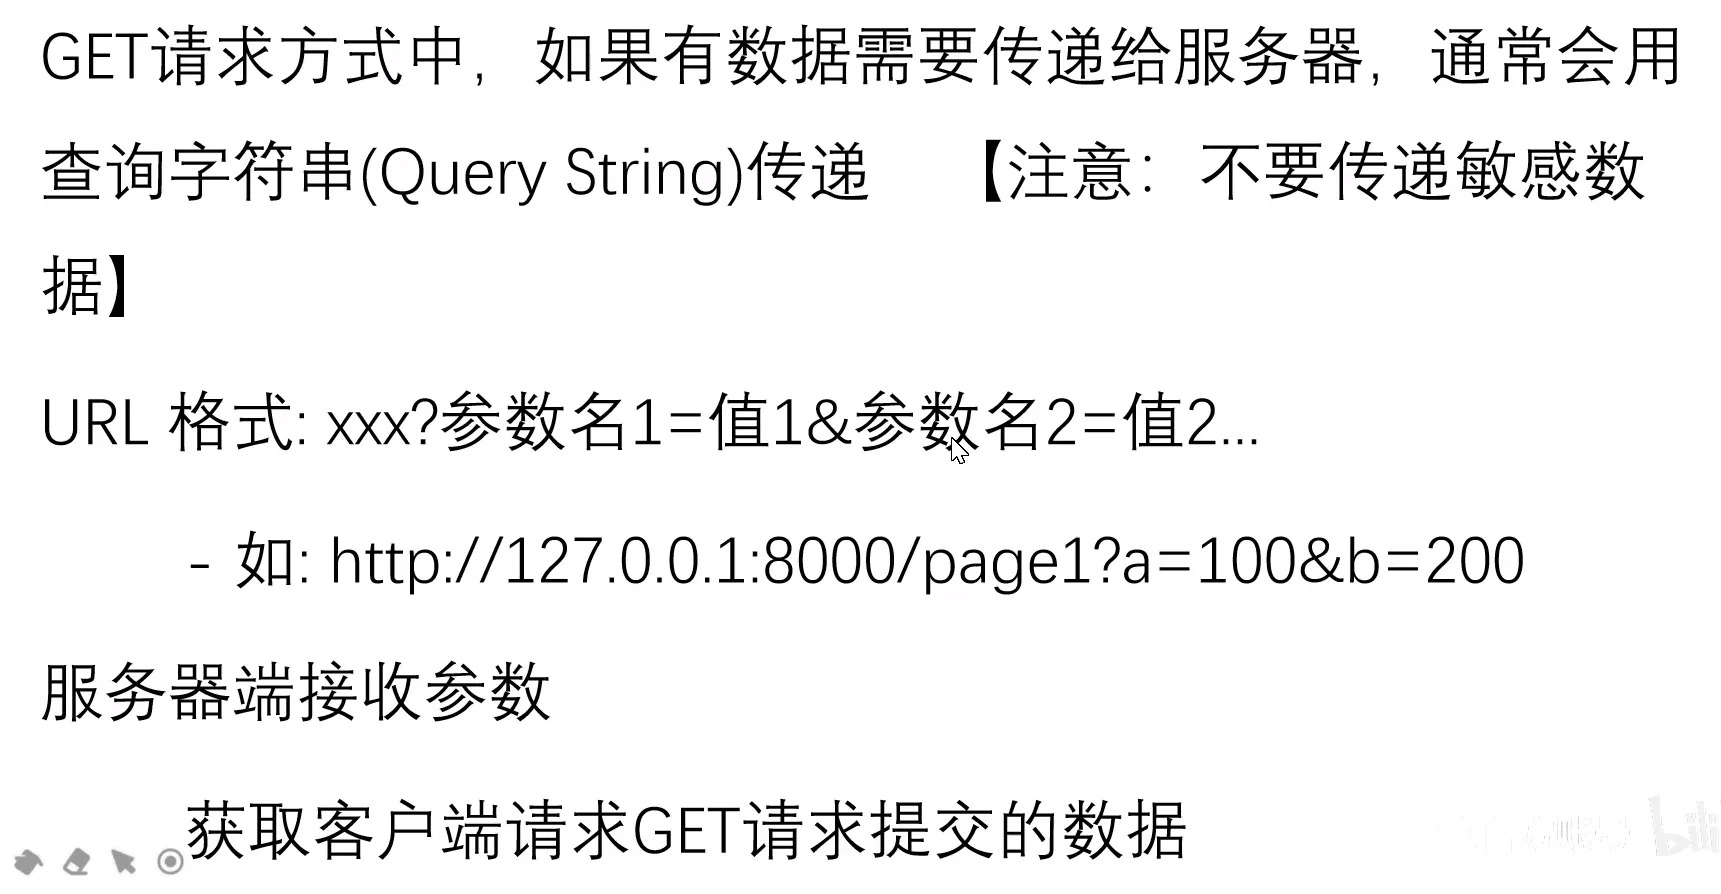 GET请求方式中，如果有数据需要传递给服务器，通常会用
查询字符串(Query String)传递 【注意：不要传递敏感数
据】
URL 格式: xxx?参数名1=值1&参数名2=值2...
- 如: http://127.0.0.1:8000/page1?a=100&b=200
服务器端接收参数
获取客户端请求GET请求提交的数据
bili